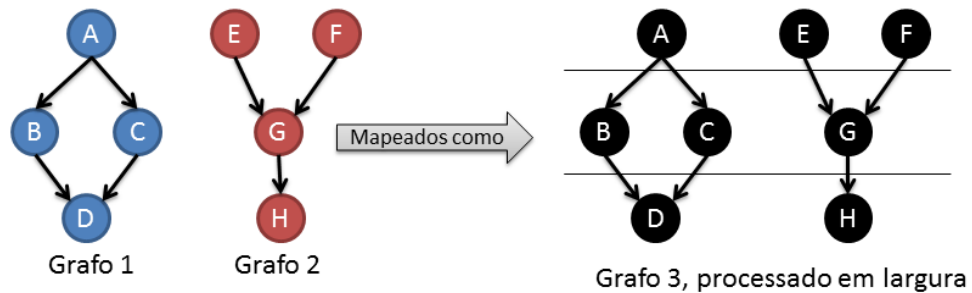 A
E
F
A
E
F
B
C
G
Mapeados como
B
C
G
D
H
D
H
Grafo 1
Grafo 2
Grafo 3, processado em largura